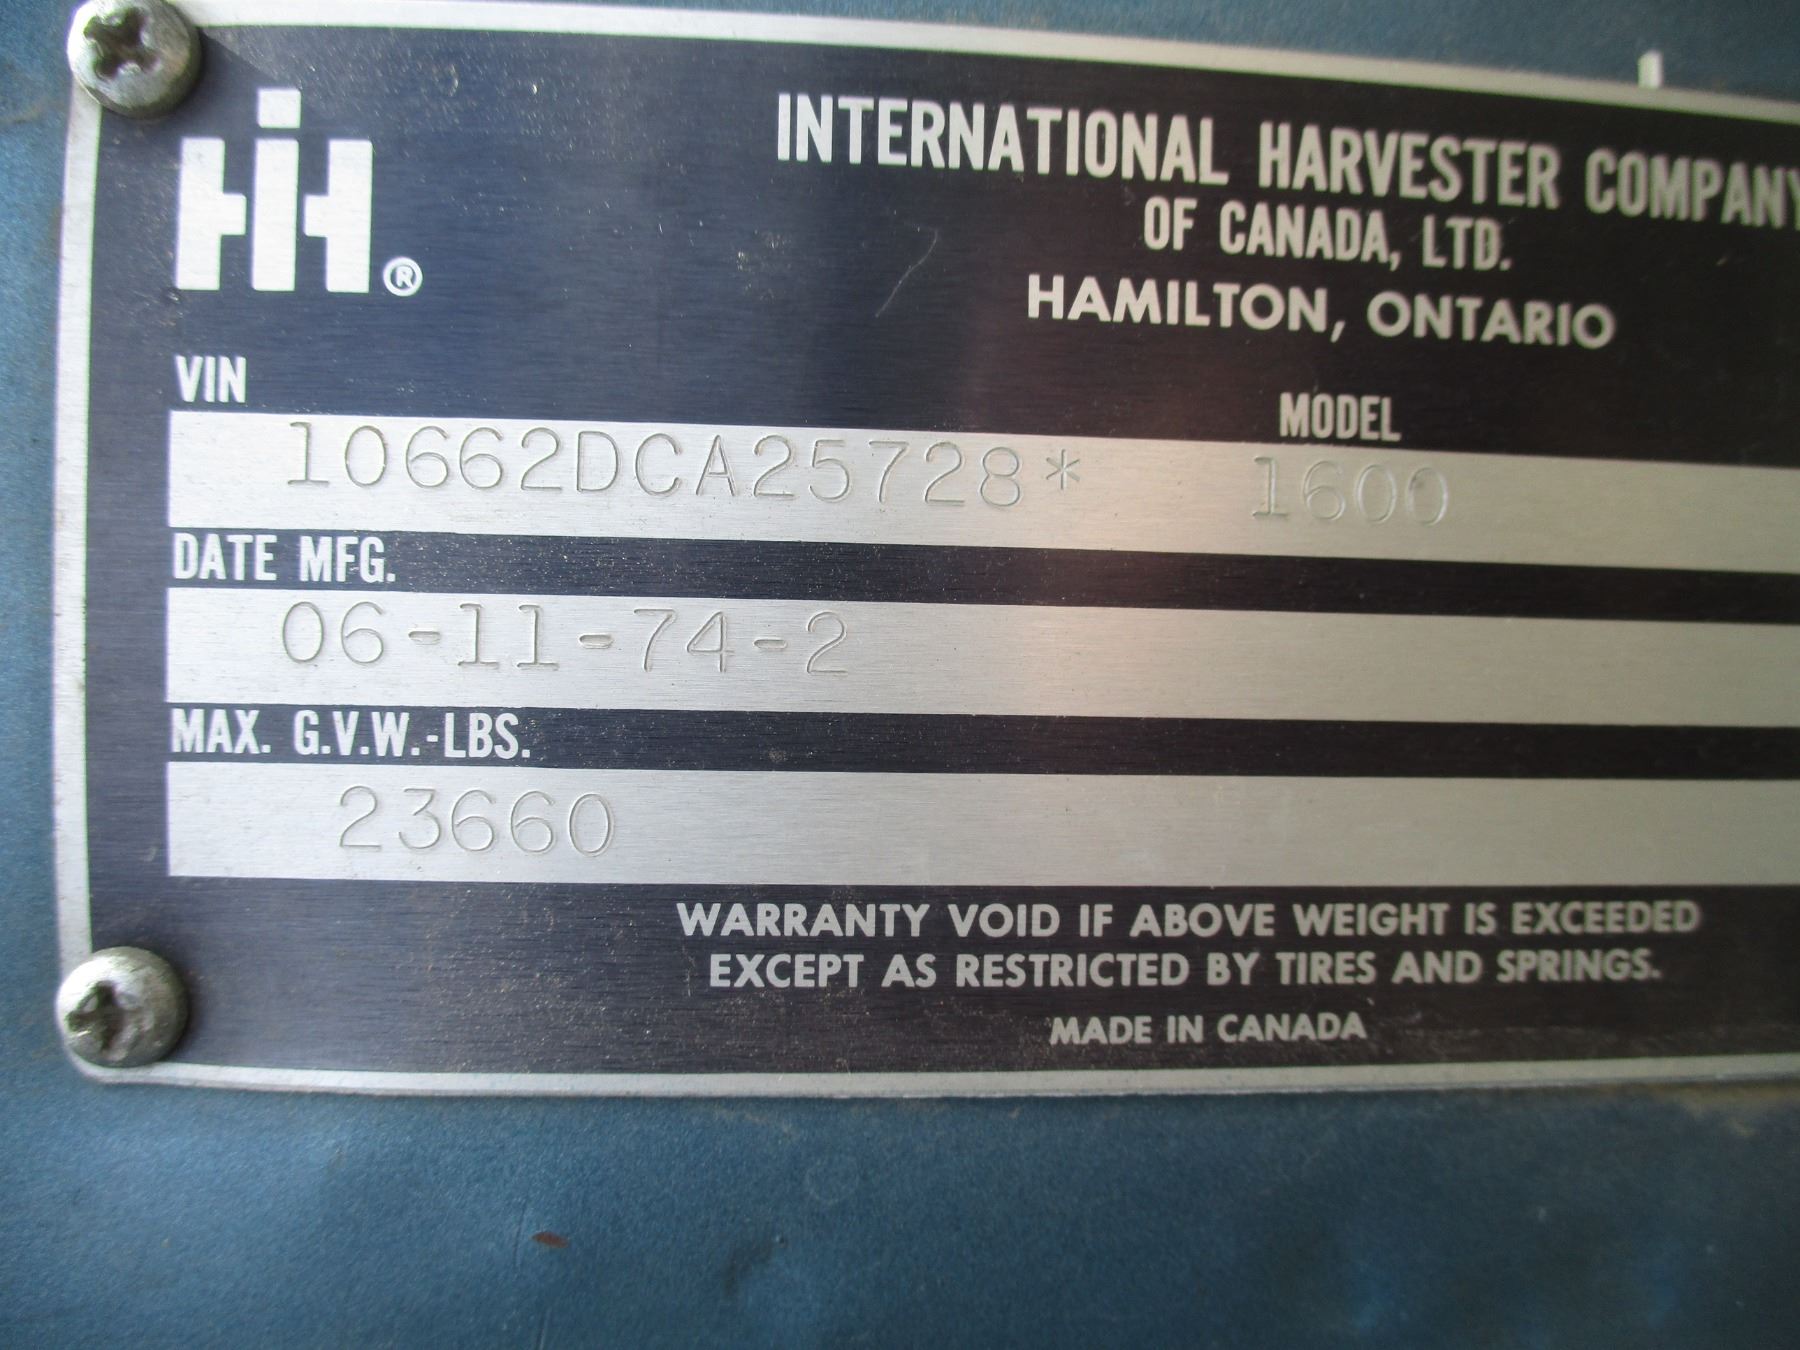 IH®
INTERNATIONAL HARVESTER COMPANY
OF CANADA, LTD.
HAMILTON, ONTARIO
VIN MODEL
10662DCA25728* 1600
DATE MFG.
06-11-74-2
MAX. G.V.W.-LBS.
23660
WARRANTY VOID IF ABOVE WEIGHT IS EXCEEDED
EXCEPT AS RESTRICTED BY TIRES AND SPRINGS.
MADE IN CANADA